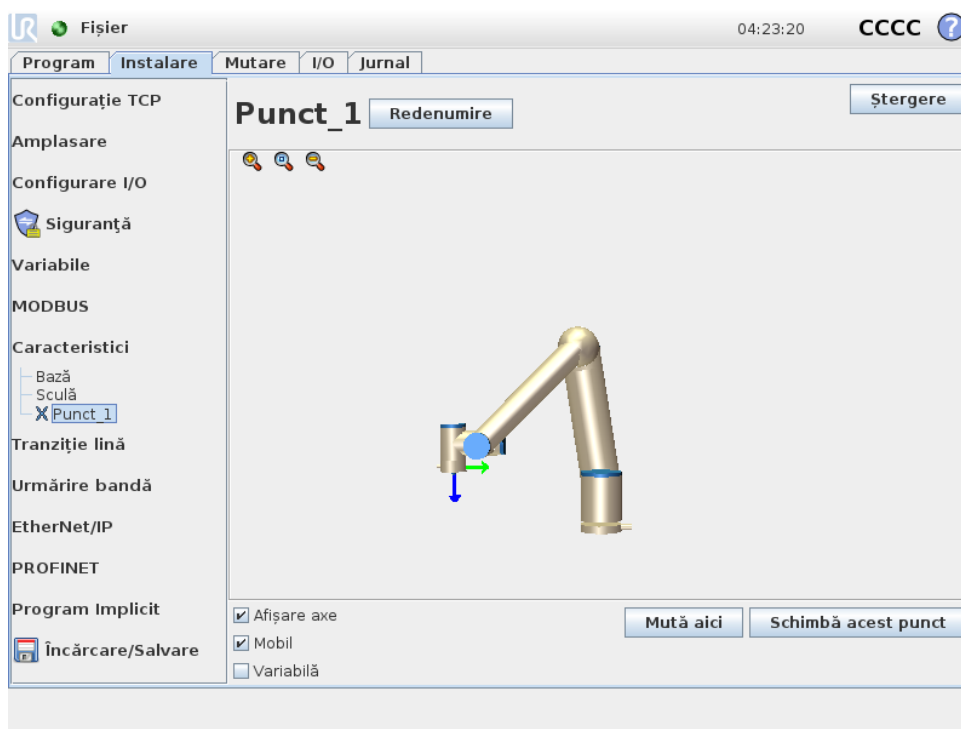 UR Fișier 04:23:20 CCCC ?
Program Instalare Mutare I/O Jurnal
Configurație TCP
Amplasare
Configurare I/O
Siguranță
Variabile
MODBUS
Caracteristici
Bază
Sculă
Punct_1
Tranziție lină
Urmărire bandă
EtherNet/IP
PROFINET
Program Implicit
Încărcare/Salvare
Punct_1 Redenumire Ștergere
Afișare axe
Mobil
Variabilă
Mută aici Schimbă acest punct